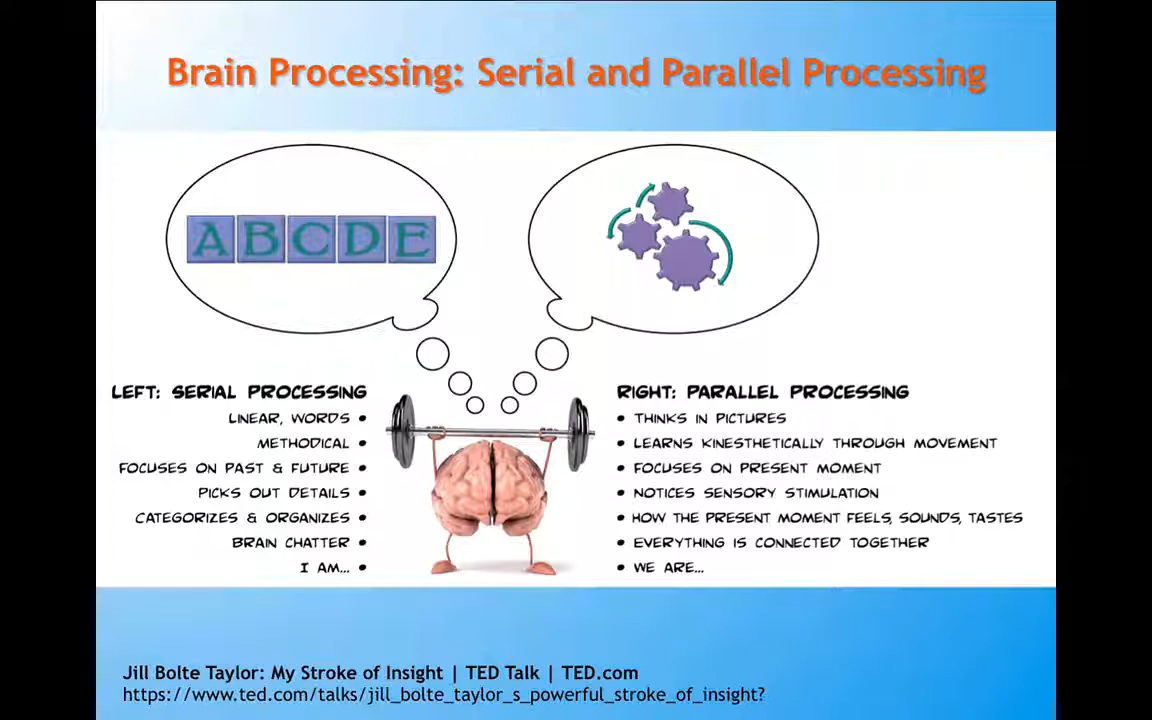 Brain Processing: Serial and Parallel Processing
ABCDE
LEFT: SERIAL PROCESSING
LINEAR, WORDS •
METHODICAL •
FOCUSES ON PAST & FUTURE •
PICKS OUT DETAILS •
CATEGORIZES & ORGANIZES •
BRAIN CHATTER •
I AM... •
RIGHT: PARALLEL PROCESSING
• THINKS IN PICTURES
• LEARNS KINESTHETICALLY THROUGH MOVEMENT
• FOCUSES ON PRESENT MOMENT
• NOTICES SENSORY STIMULATION
• HOW THE PRESENT MOMENT FEELS, SOUNDS, TASTES
• EVERYTHING IS CONNECTED TOGETHER
• WE ARE...
Jill Bolte Taylor: My Stroke of Insight | TED Talk | TED.com
https://www.ted.com/talks/jill_bolte_taylor_s_powerful_stroke_of_insight?